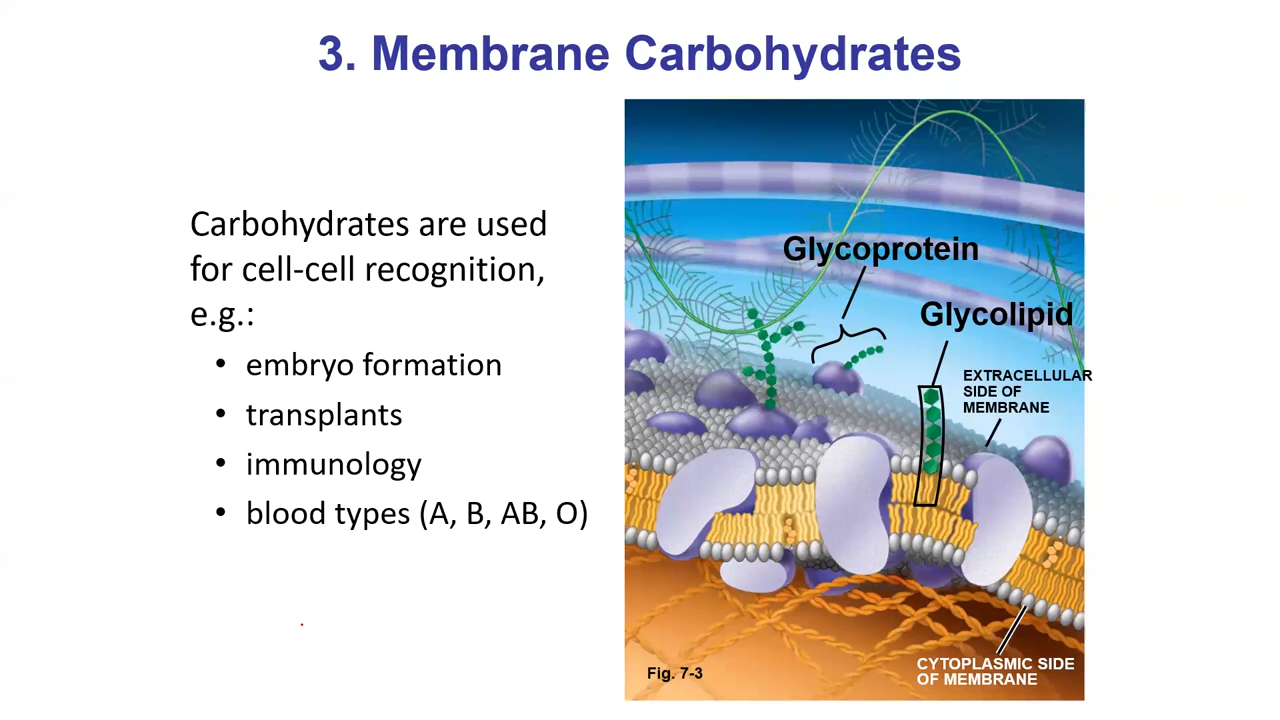 3. Membrane Carbohydrates
Carbohydrates are used
for cell-cell recognition,
e.g.:
• embryo formation
• transplants
• immunology
• blood types (A, B, AB, O)
Glycoprotein
Glycolipid
EXTRACELLULAR
SIDE OF
MEMBRANE
CYTOPLASMIC SIDE
OF MEMBRANE
Fig. 7-3